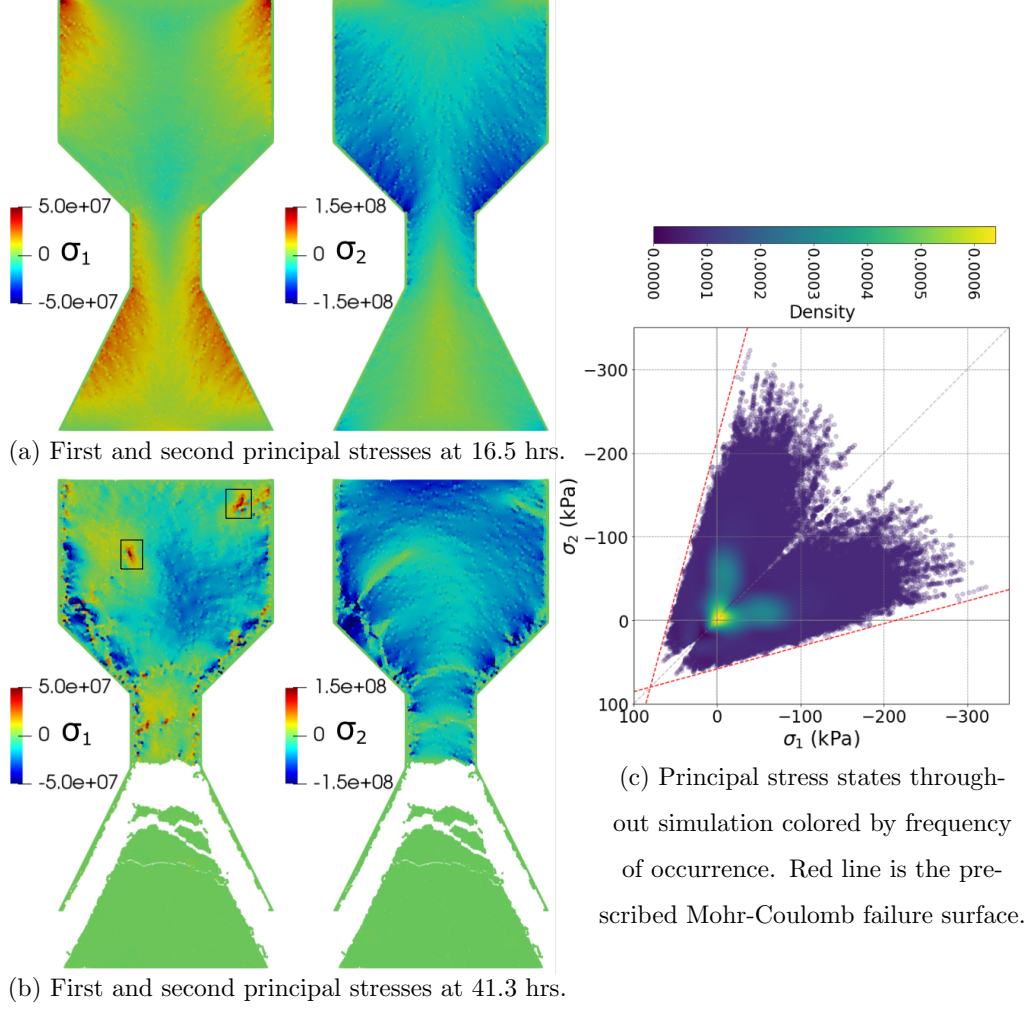 5.0e+07
0 σ1
-5.0e+07
1.5e+08
0 σ2
-1.5e+08
(a) First and second principal stresses at 16.5 hrs.
5.0e+07
0 σ1
-5.0e+07
1.5e+08
0 σ2
-1.5e+08
(b) First and second principal stresses at 41.3 hrs.
0.0000 0.0001 0.0002 0.0003 0.0004 0.0005 0.0006
Density
−300
−200
−100
0
100
σ2 (kPa)
100 0 −100 −200 −300
σ1 (kPa)
(c) Principal stress states through-
out simulation colored by frequency
of occurrence. Red line is the pre-
scribed Mohr-Coulomb failure surface.